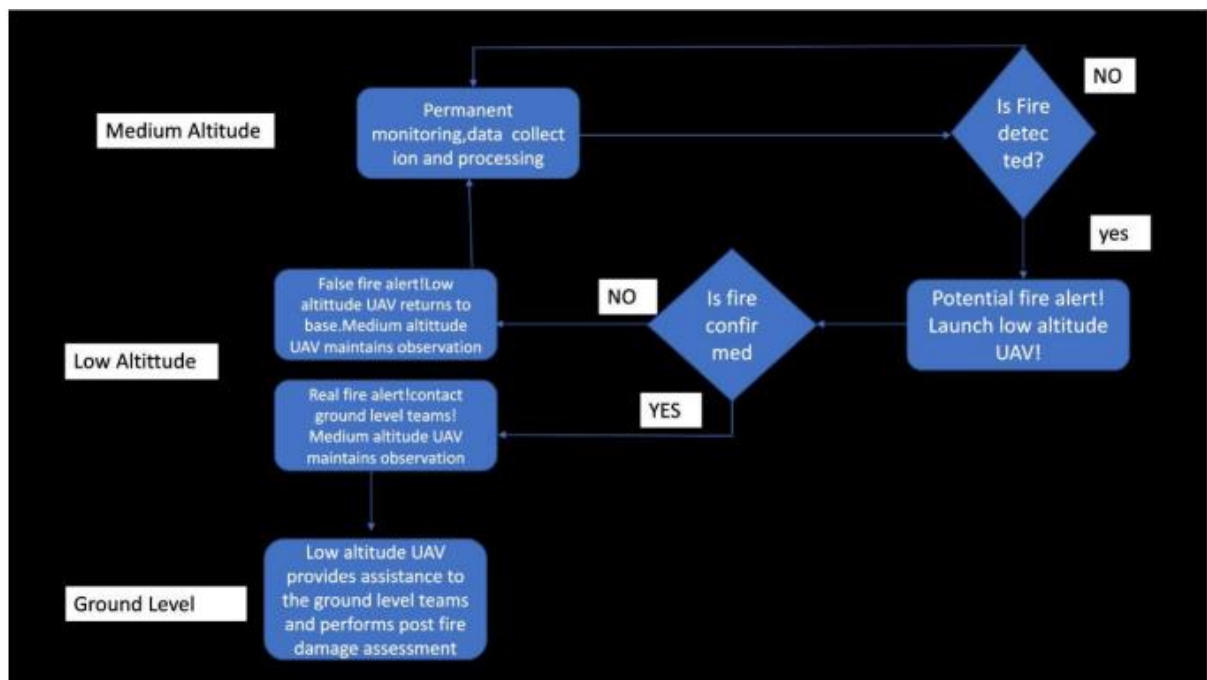 NO
Is Fire
detec
ted?
Medium Altitude
Permanent
monitoring,data collect
ion and processing
yes
False fire alert!Low
altittude UAV returns to
base.Medium altittude
UAV maintains observation
NO
Is fire
confir
med
Potential fire alert!
Launch low altitude
UAV!
Low Altittude
Real fire alert!contact
ground level teams!
Medium altitude UAV
maintains observation
YES
Low altitude UAV
provides assistance to
the ground level teams
and performs post fire
damage assessment
Ground Level